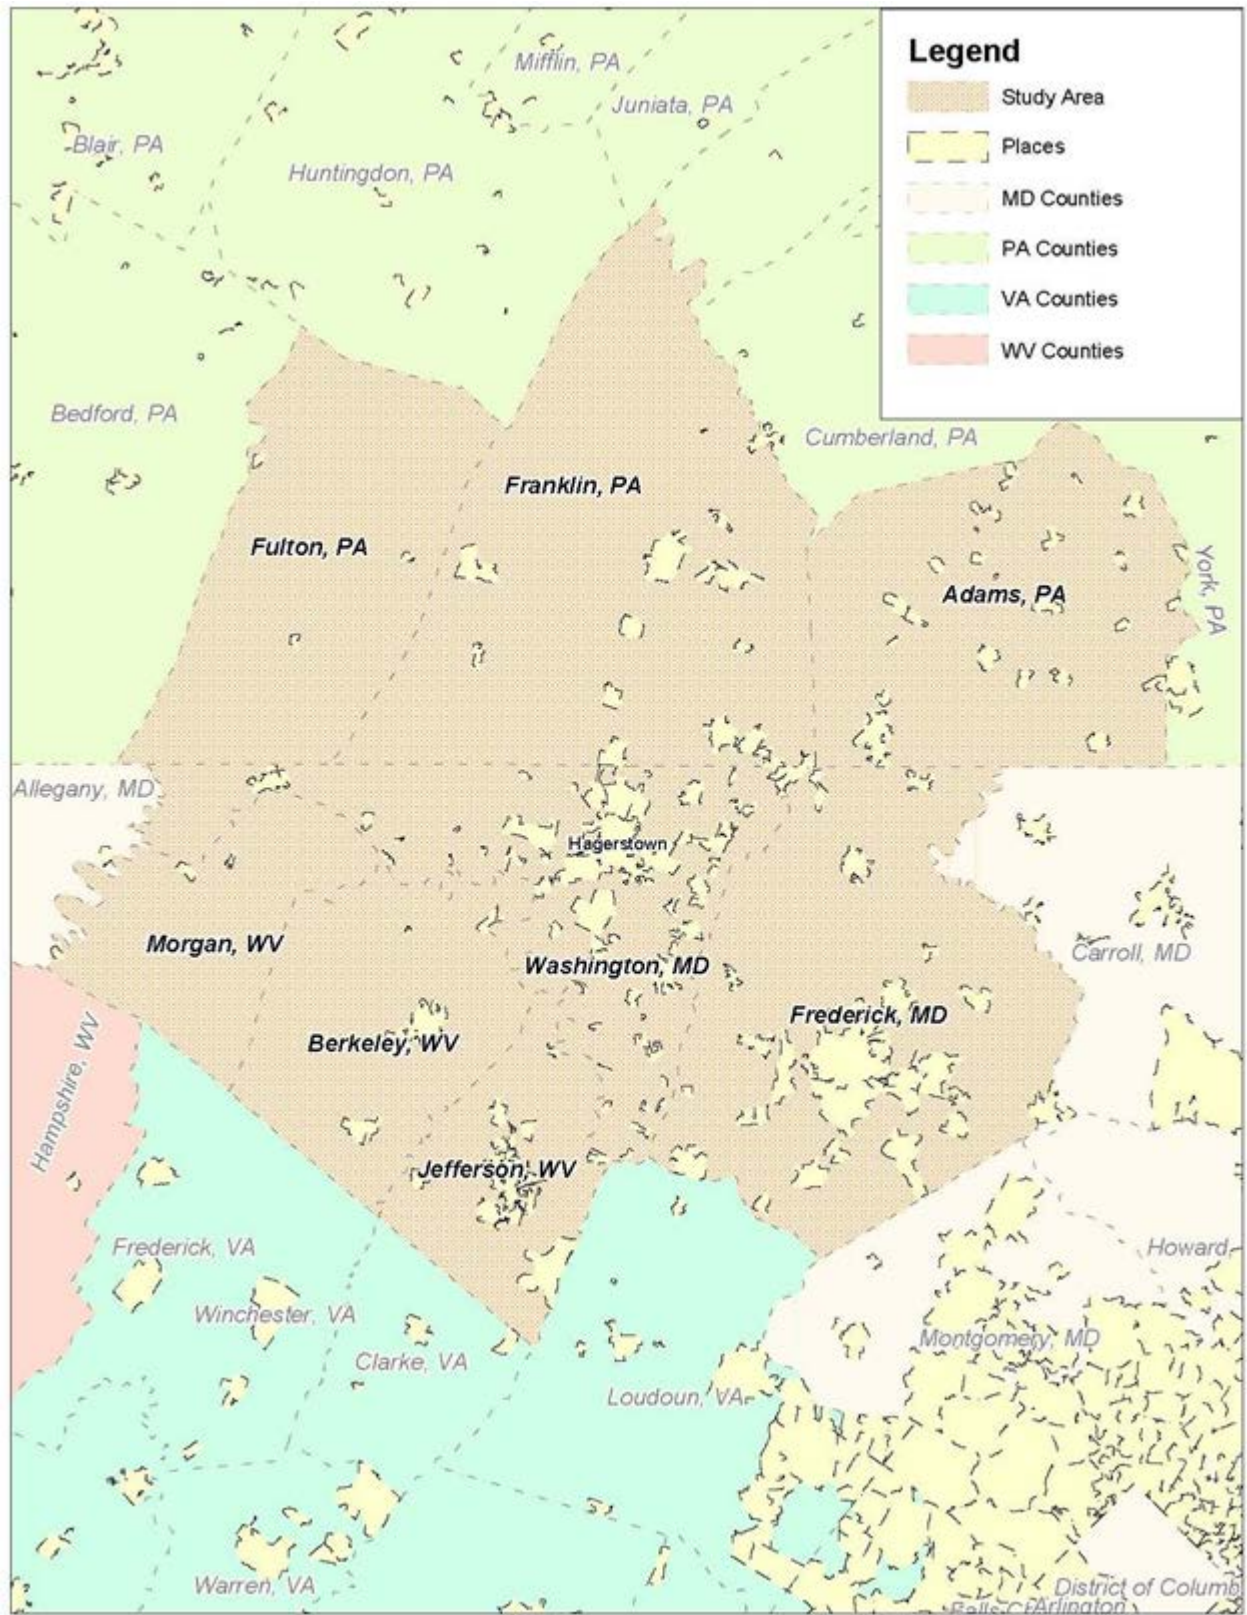 Legend
Study Area
Places
MD Counties
PA Counties
VA Counties
WV Counties
Mifflin, PA
Juniata, PA
Blair, PA
Huntingdon, PA
Bedford, PA
Cumberland, PA
Franklin, PA
Fulton, PA
York, PA
Adams, PA
Allegany, MD
Hagerstown
Morgan, WV
Washington, MD
Carroll, MD
Frederick, MD
Berkeley, WV
Hampshire, WV
Jefferson, WV
Frederick, VA
Howard,
Winchester, VA
Montgomery, MD
Clarke, VA
Loudoun, VA
Warren, VA
District of Columb
Arlington